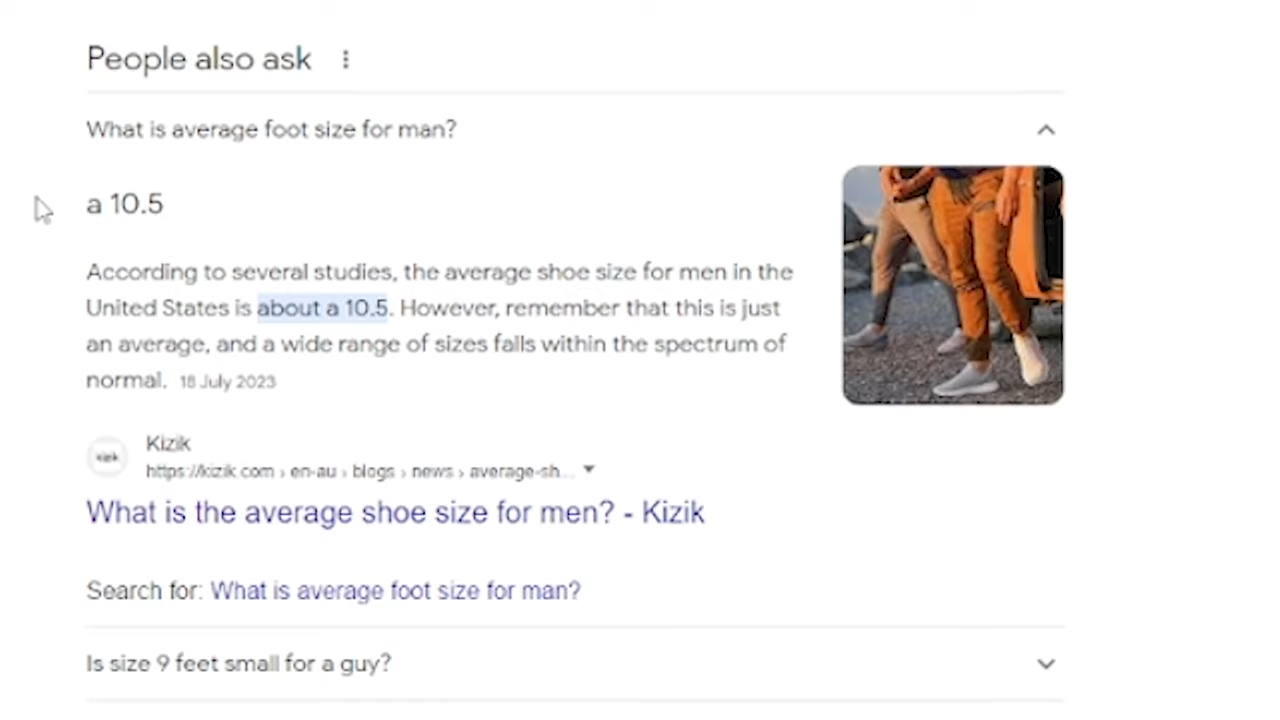 People also ask
What is average foot size for man?
a 10.5
According to several studies, the average shoe size for men in the
United States is about a 10.5. However, remember that this is just
an average, and a wide range of sizes falls within the spectrum of
normal. 18 July 2023
kizik
Kizik
https://kizik.com › en-au › blogs › news › average-sh...
What is the average shoe size for men? - Kizik
Search for: What is average foot size for man?
Is size 9 feet small for a guy?